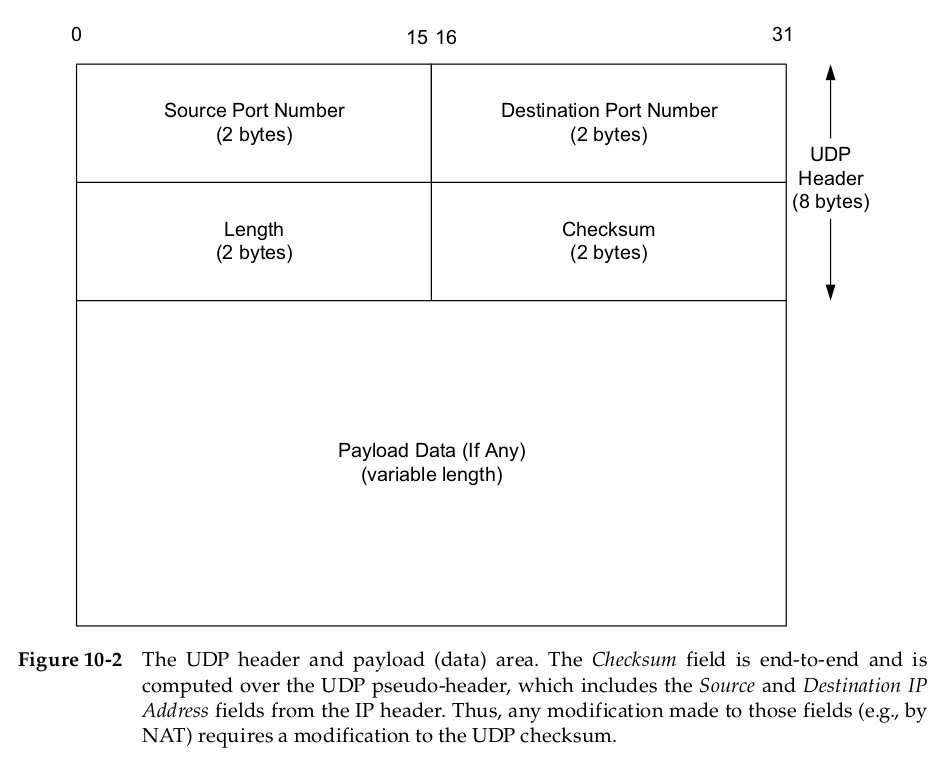 0 15 16 31
Source Port Number
(2 bytes)
Destination Port Number
(2 bytes)
UDP
Header
(8 bytes)
Length
(2 bytes)
Checksum
(2 bytes)
Payload Data (If Any)
(variable length)
Figure 10-2 The UDP header and payload (data) area. The Checksum field is end-to-end and is
computed over the UDP pseudo-header, which includes the Source and Destination IP
Address fields from the IP header. Thus, any modification made to those fields (e.g., by
NAT) requires a modification to the UDP checksum.